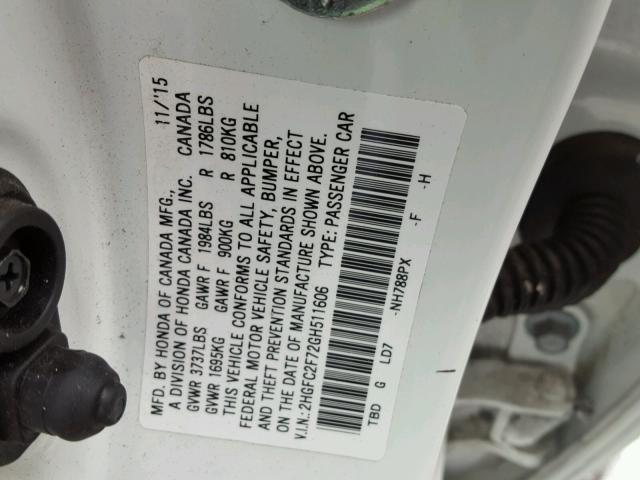 MFD. BY HONDA OF CANADA MFG., 11/'15
A DIVISION OF HONDA CANADA INC. CANADA
GVWR 3737LBS GAWR F 1984LBS R 1786LBS
GVWR 1695KG GAWR F 900KG R 810KG
THIS VEHICLE CONFORMS TO ALL APPLICABLE
FEDERAL MOTOR VEHICLE SAFETY, BUMPER,
AND THEFT PREVENTION STANDARDS IN EFFECT
ON THE DATE OF MANUFACTURE SHOWN ABOVE.
V.I.N.: 2HGFC2F72GH511606 TYPE: PASSENGER CAR
TBD G LD7 -NH788PX -F -H